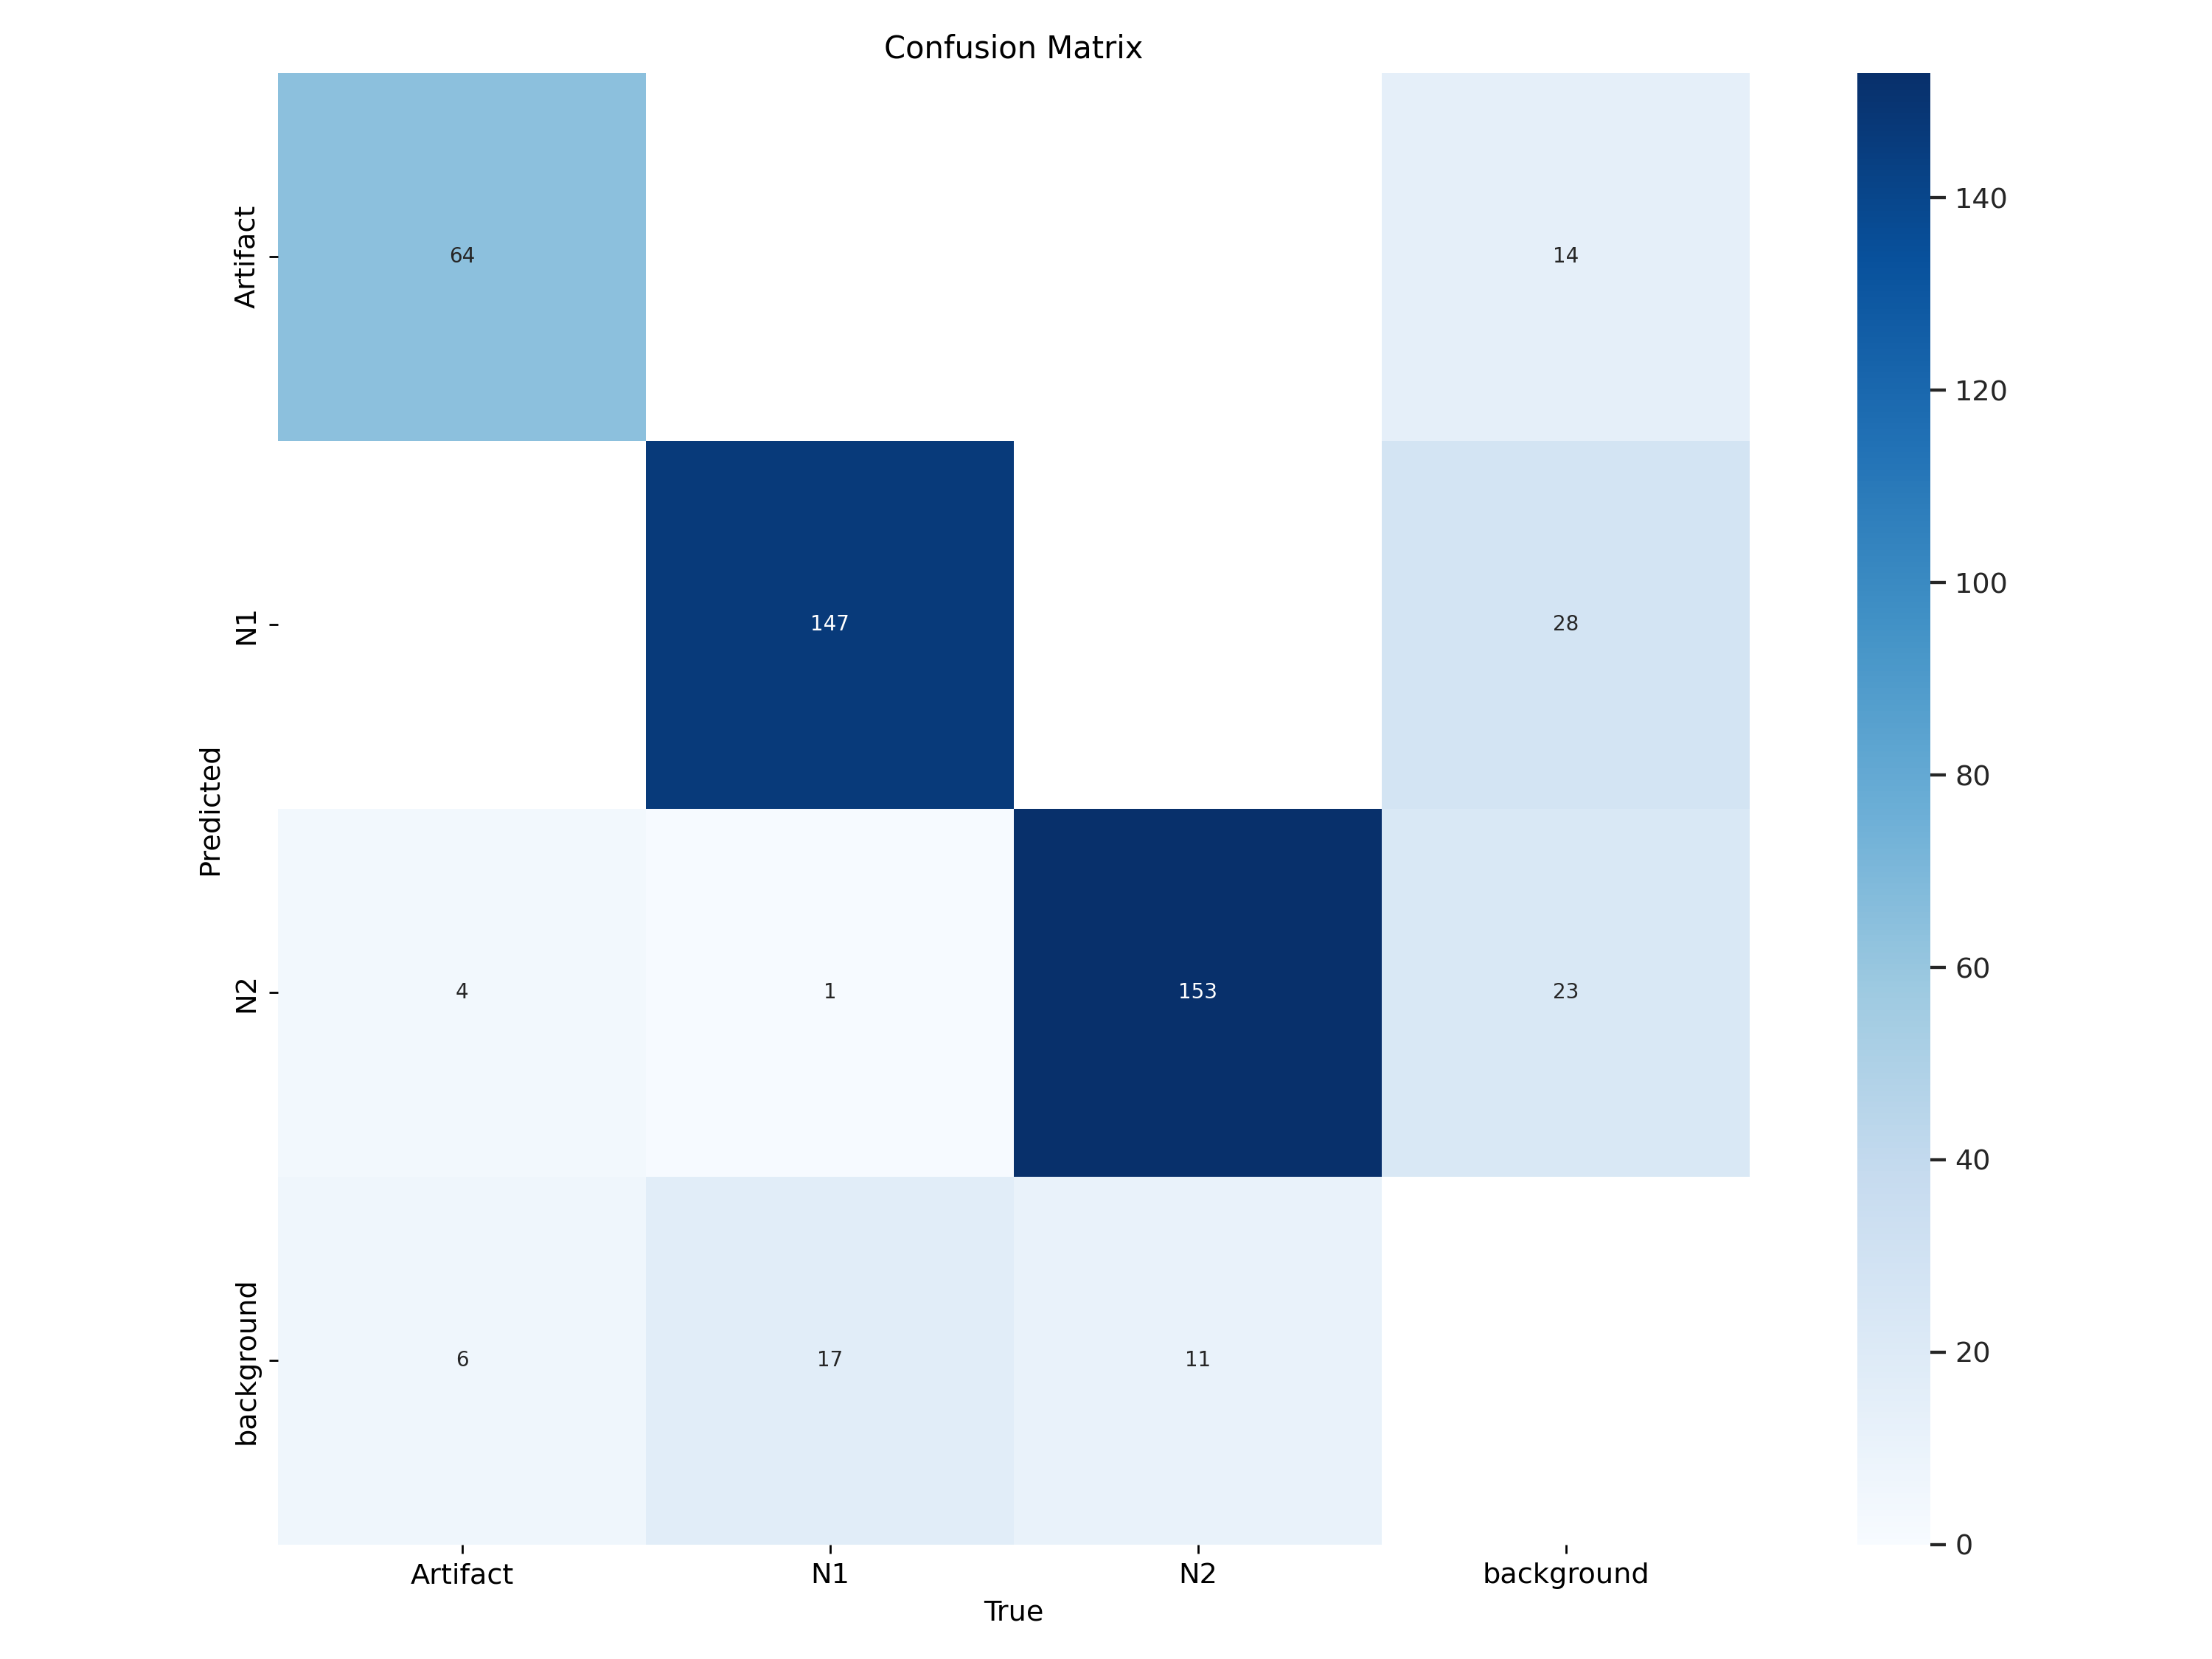 Confusion Matrix
Artifact
64
14
N1
147
28
N2
4
1
153
23
background
6
17
11
Predicted
Artifact
N1
N2
background
True
140
120
100
80
60
40
20
0